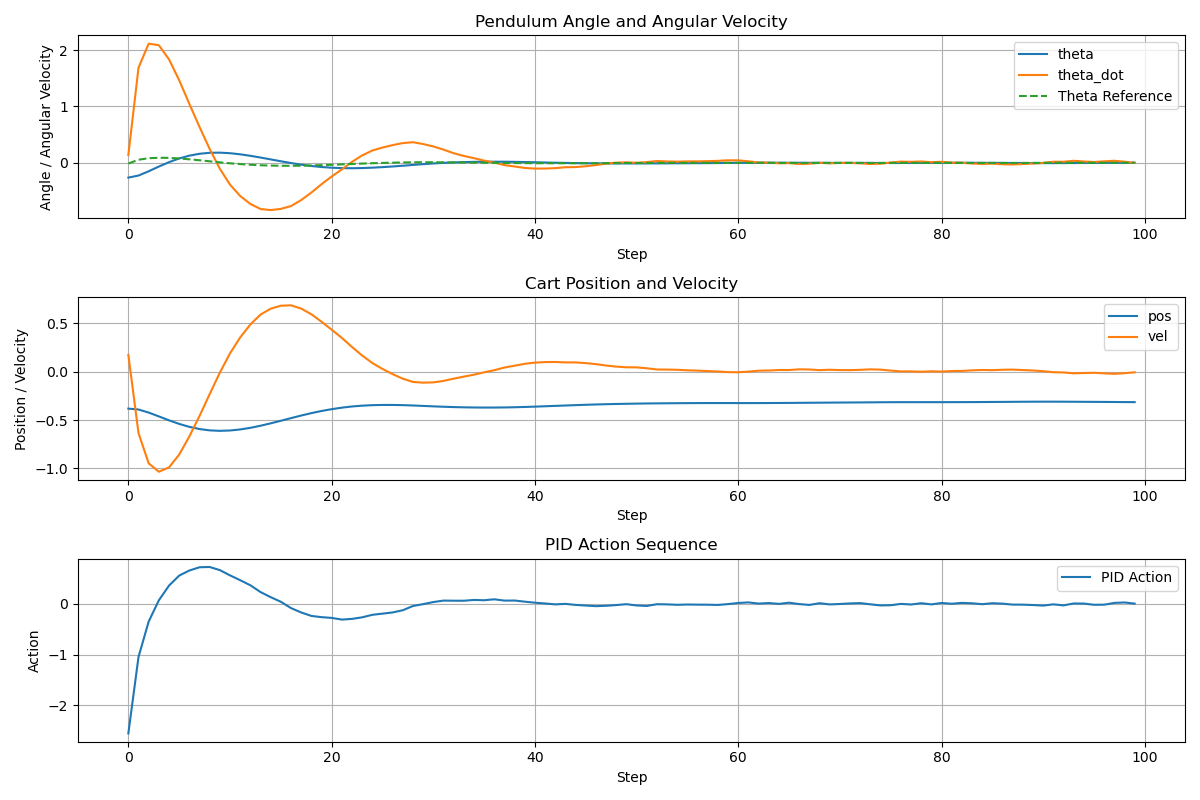 Pendulum Angle and Angular Velocity
Angle / Angular Velocity
2
1
0
theta
theta_dot
Theta Reference
0 20 40 60 80 100
Step
Cart Position and Velocity
Position / Velocity
0.5
0.0
−0.5
−1.0
pos
vel
0 20 40 60 80 100
Step
PID Action Sequence
Action
0
−1
−2
PID Action
0 20 40 60 80 100
Step